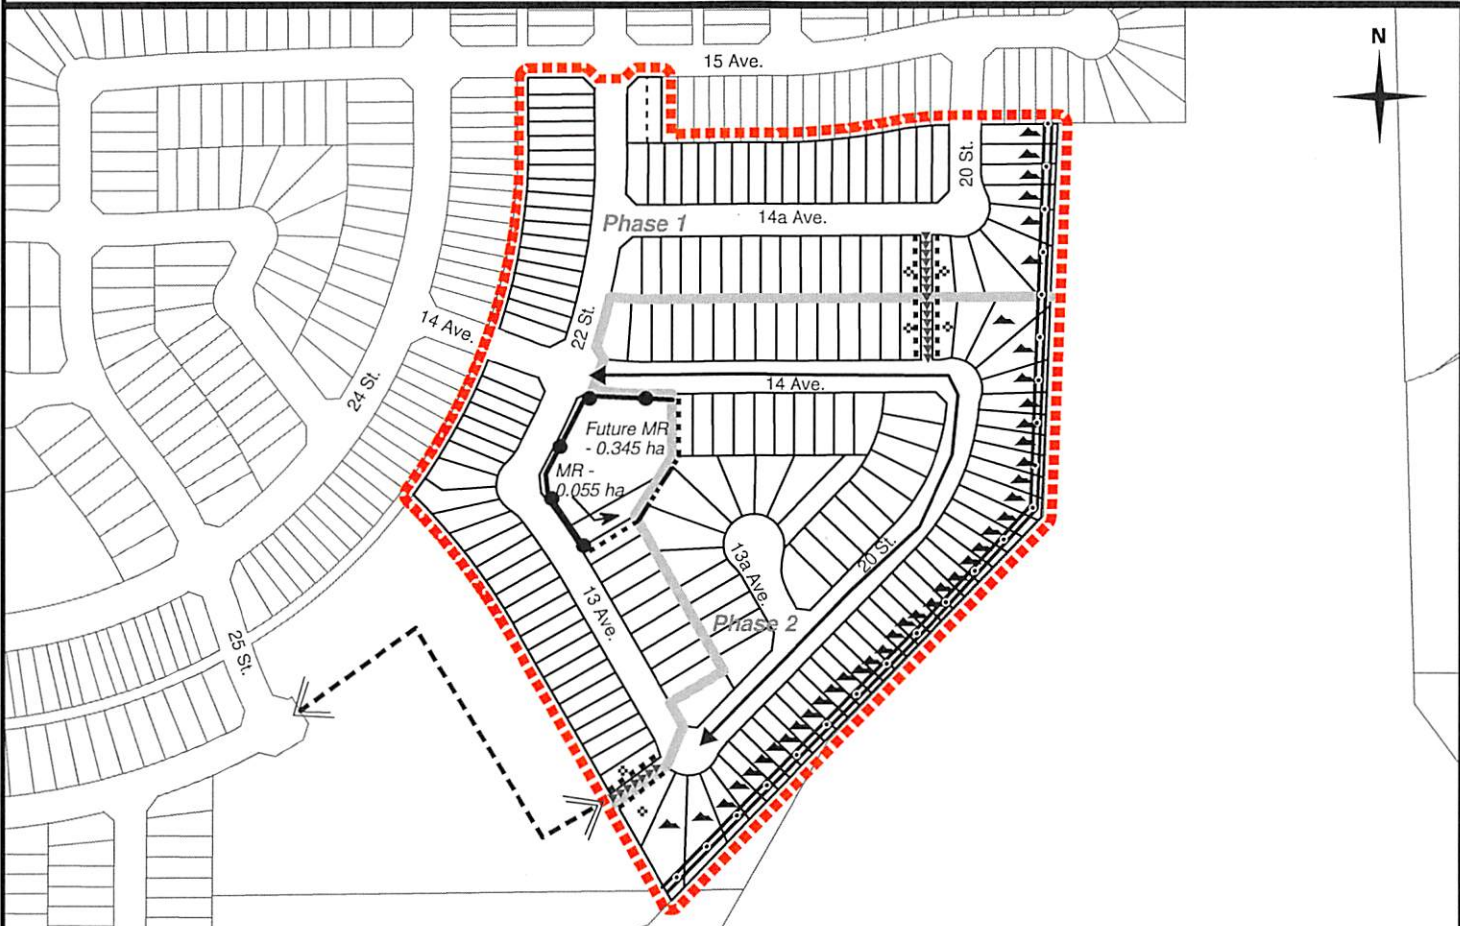 N
15 Ave.
20 St.
14a Ave.
Phase 1
22 St.
14 Ave.
24 St.
14 Ave.
Future MR
- 0.345 ha
MR -
0.055 ha
13a Ave.
20 St.
13 Ave.
Phase 2
25 St.